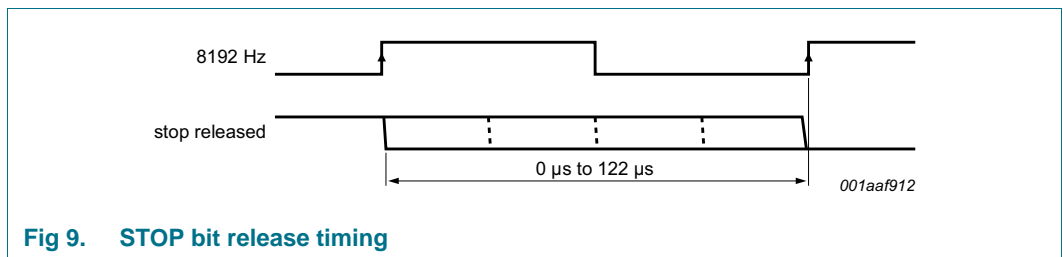 8192 Hz
stop released
0 μs to 122 μs
001aaf912
Fig 9. STOP bit release timing